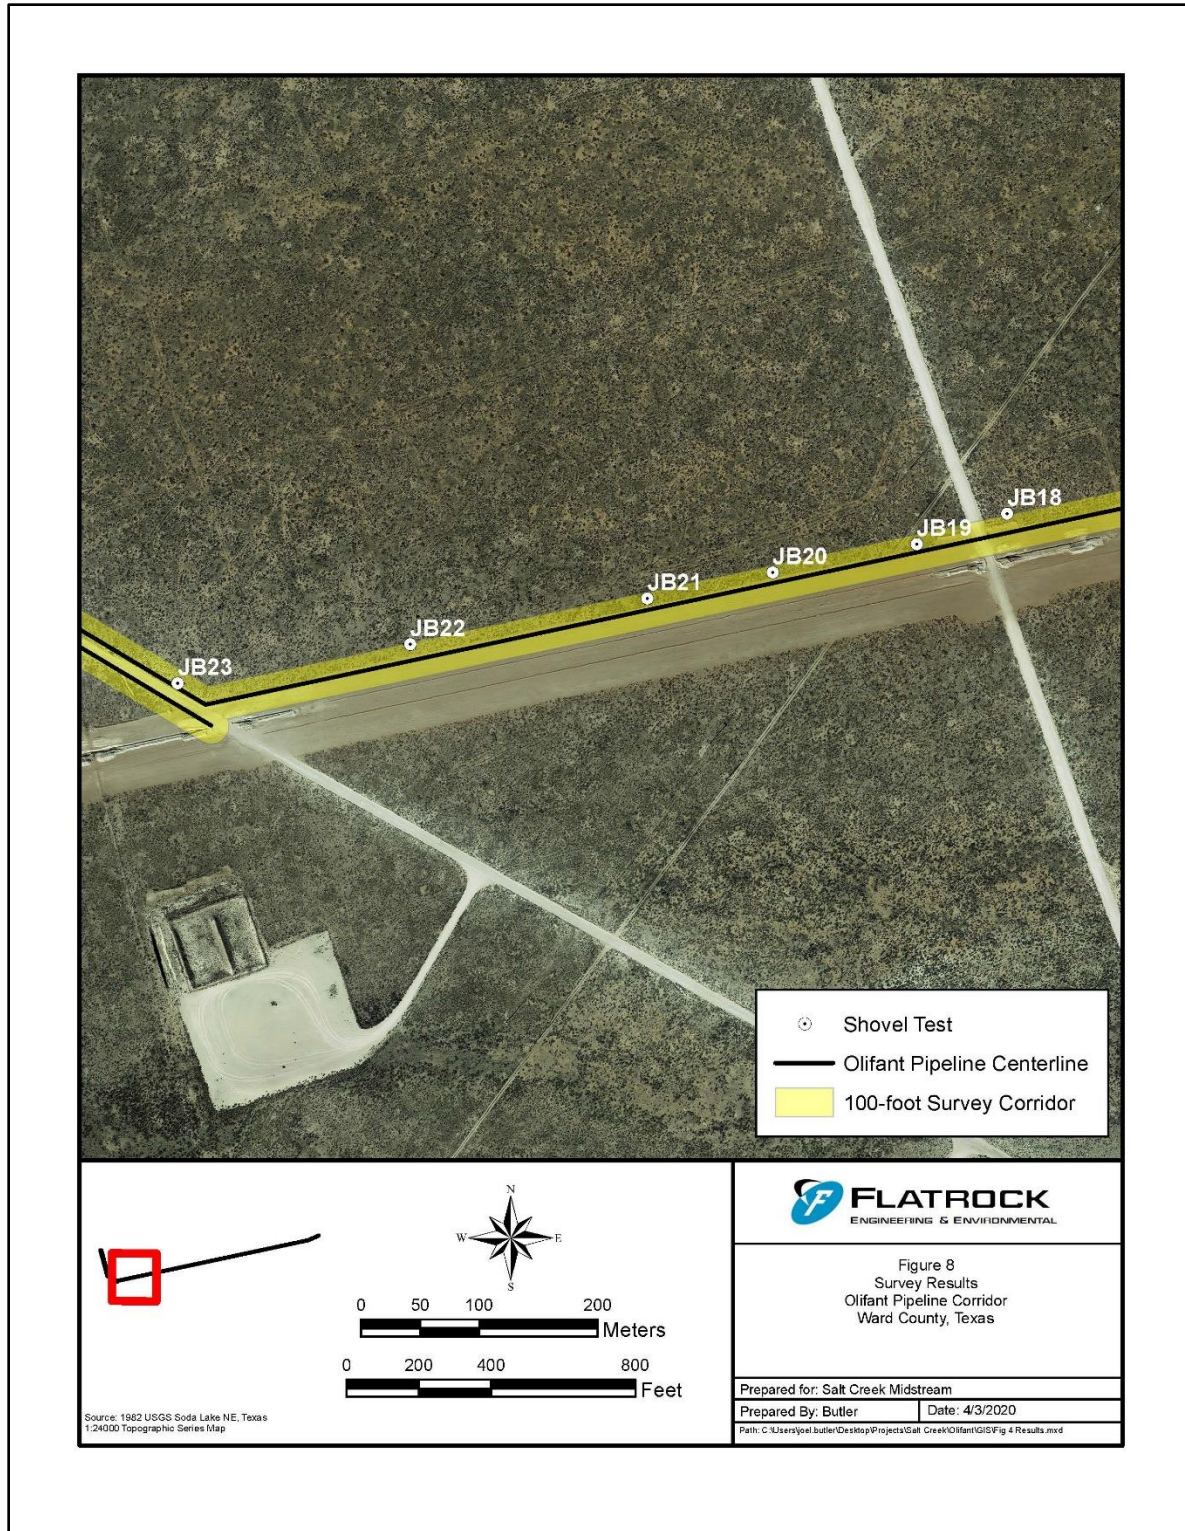 JB18
JB19
JB20
JB21
JB22
JB23
Shovel Test
Olifant Pipeline Centerline
100-foot Survey Corridor
N
W E
S
0 50 100 200
Meters
0 200 400 800
Feet
Source: 1982 USGS Soda Lake NE, Texas
1:24000 Topographic Series Map
F
FLATROCK
ENGINEERING & ENVIRONMENTAL
Figure 8
Survey Results
Olifant Pipeline Corridor
Ward County, Texas
Prepared for: Salt Creek Midstream
Prepared By: Butler
Date: 4/3/2020
Path: C:\Users\joel.butler\Desktop\Projects\Salt Creek\Olifant\GIS\Fig 4 Results.mxd